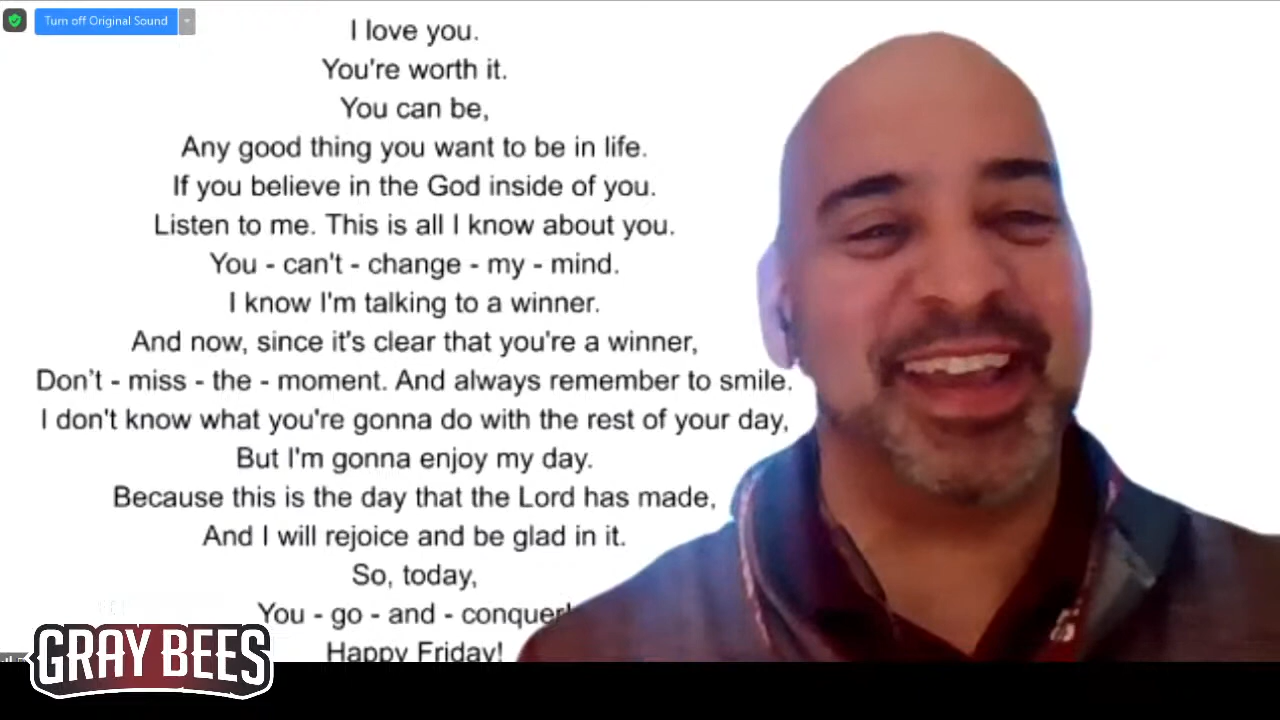 Turn off Original Sound
I love you.
You're worth it.
You can be,
Any good thing you want to be in life.
If you believe in the God inside of you.
Listen to me. This is all I know about you.
You - can't - change - my - mind.
I know I'm talking to a winner.
And now, since it's clear that you're a winner,
Don’t - miss - the - moment. And always remember to smile.
I don't know what you're gonna do with the rest of your day,
But I'm gonna enjoy my day.
Because this is the day that the Lord has made,
And I will rejoice and be glad in it.
So, today,
You - go - and - conquer!
Happy Friday!
GRAY BEES